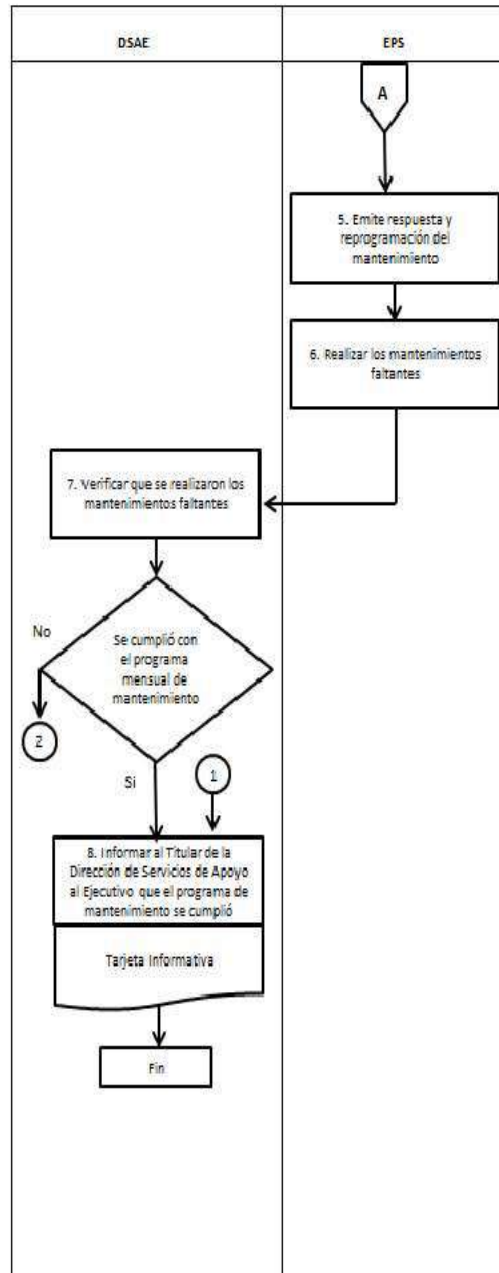 DSAE
EPS
A
5. Emite respuesta y
reprogramación del
mantenimiento
6. Realizar los mantenimientos
faltantes
7. Verificar que se realizaron los
mantenimientos faltantes
No
Se cumplió con
el programa
mensual de
mantenimiento
2
Si
1
8. Informar al Titular de la
Dirección de Servicios de Apoyo
al Ejecutivo que el programa de
mantenimiento se cumplió
Tarjeta Informativa
Fin